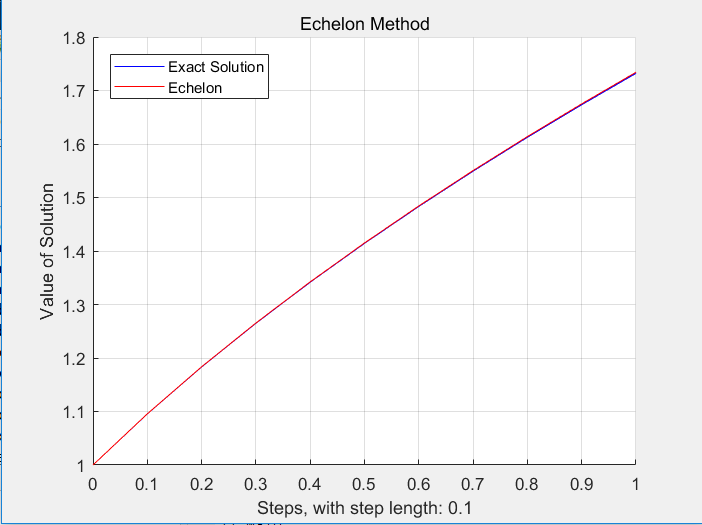 Echelon Method
Exact Solution
Echelon
Value of Solution
1.8
1.7
1.6
1.5
1.4
1.3
1.2
1.1
1
0 0.1 0.2 0.3 0.4 0.5 0.6 0.7 0.8 0.9 1
Steps, with step length: 0.1